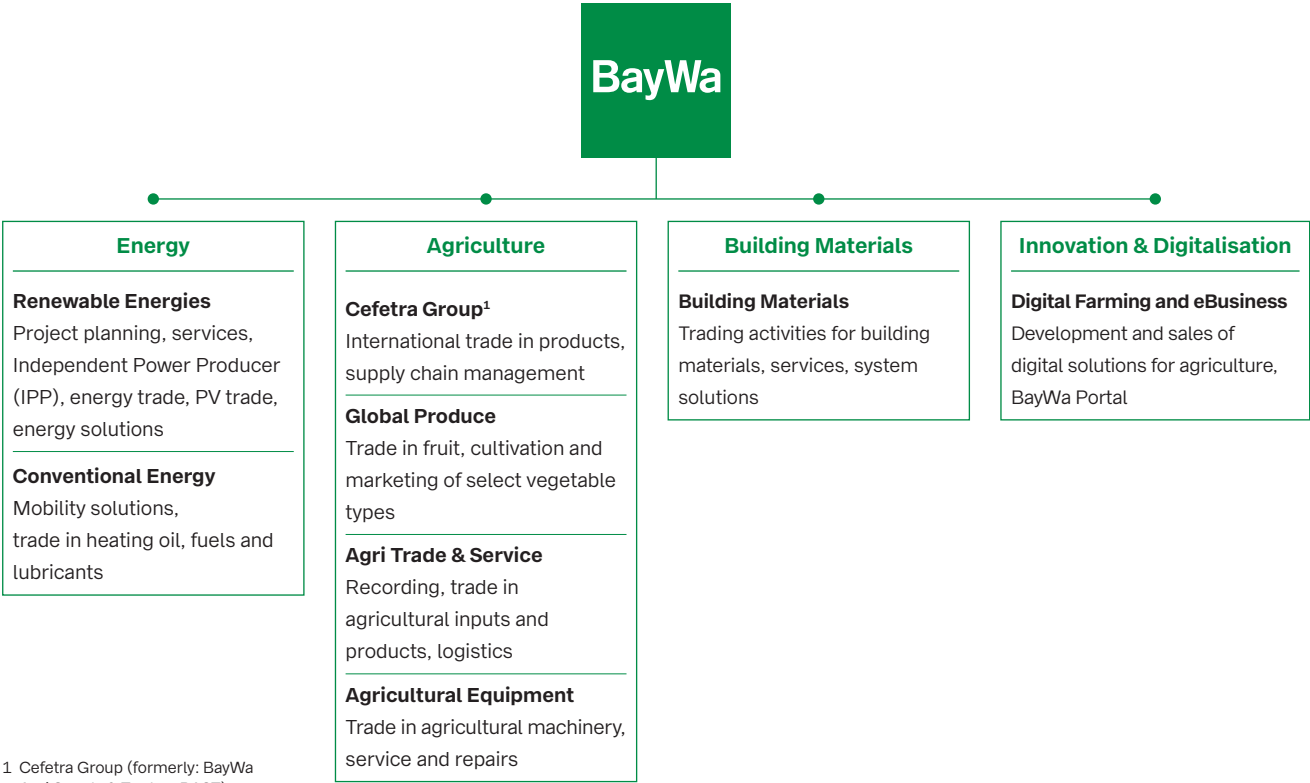 BayWa
Energy
Renewable Energies
Project planning, services,
Independent Power Producer
(IPP), energy trade, PV trade,
energy solutions
Conventional Energy
Mobility solutions,
trade in heating oil, fuels and
lubricants
Agriculture
Cefetra Group¹
International trade in products,
supply chain management
Global Produce
Trade in fruit, cultivation and
marketing of select vegetable
types
Agri Trade & Service
Recording, trade in
agricultural inputs and
products, logistics
Agricultural Equipment
Trade in agricultural machinery,
service and repairs
Building Materials
Building Materials
Trading activities for building
materials, services, system
solutions
Innovation & Digitalisation
Digital Farming and eBusiness
Development and sales of
digital solutions for agriculture,
BayWa Portal
1 Cefetra Group (formerly: BayWa